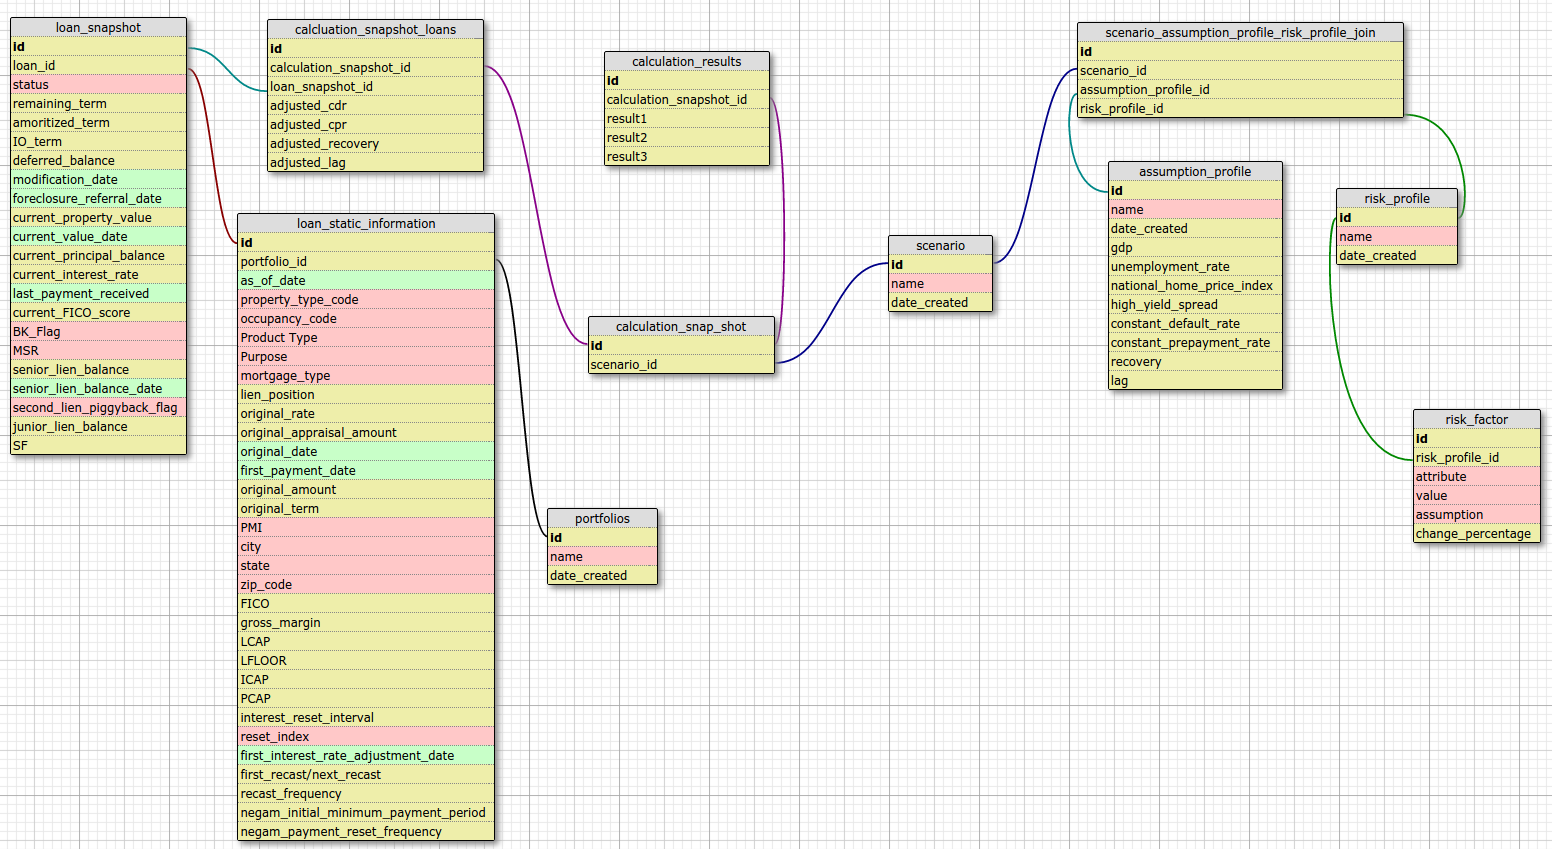 loan_snapshot
id
loan_id
status
remaining_term
amoritized_term
IO_term
deferred_balance
modification_date
foreclosure_referral_date
current_property_value
current_value_date
current_principal_balance
current_interest_rate
last_payment_received
current_FICO_score
BK_Flag
MSR
senior_lien_balance
senior_lien_balance_date
second_lien_piggyback_flag
junior_lien_balance
SF
calcluation_snapshot_loans
id
calculation_snapshot_id
loan_snapshot_id
adjusted_cdr
adjusted_cpr
adjusted_recovery
adjusted_lag
loan_static_information
id
portfolio_id
as_of_date
property_type_code
occupancy_code
Product Type
Purpose
mortgage_type
lien_position
original_rate
original_appraisal_amount
original_date
first_payment_date
original_amount
original_term
PMI
city
state
zip_code
FICO
gross_margin
LCAP
LFLOOR
ICAP
PCAP
interest_reset_interval
reset_index
first_interest_rate_adjustment_date
first_recast/next_recast
recast_frequency
negam_initial_minimum_payment_period
negam_payment_reset_frequency
calculation_results
id
calculation_snapshot_id
result1
result2
result3
calculation_snap_shot
id
scenario_id
portfolios
id
name
date_created
scenario
id
name
date_created
scenario_assumption_profile_risk_profile_join
id
scenario_id
assumption_profile_id
risk_profile_id
assumption_profile
id
name
date_created
gdp
unemployment_rate
national_home_price_index
high_yield_spread
constant_default_rate
constant_prepayment_rate
recovery
lag
risk_profile
id
name
date_created
risk_factor
id
risk_profile_id
attribute
value
assumption
change_percentage